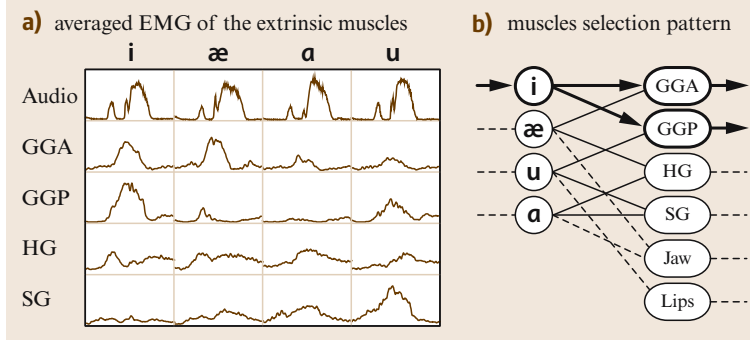 a) averaged EMG of the extrinsic muscles
i æ ɑ u
Audio
GGA
GGP
HG
SG
b) muscles selection pattern
i GGA
æ GGP
u HG
ɑ SG
Jaw
Lips